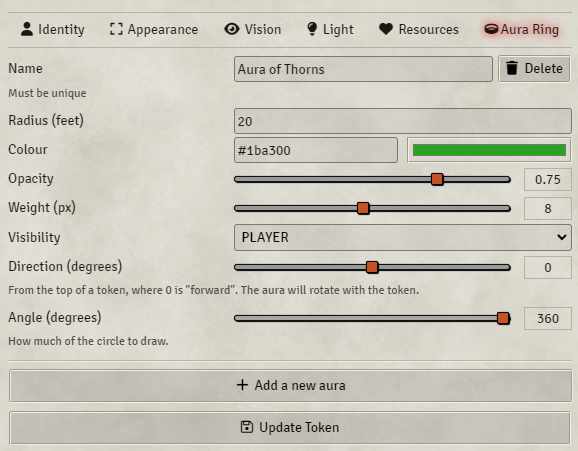 Identity Appearance Vision Light Resources Aura Ring
Name Aura of Thorns Delete
Must be unique
Radius (feet) 20
Colour #1ba300
Opacity 0.75
Weight (px) 8
Visibility PLAYER
Direction (degrees) 0
From the top of a token, where 0 is "forward". The aura will rotate with the token.
Angle (degrees) 360
How much of the circle to draw.
Add a new aura
Update Token